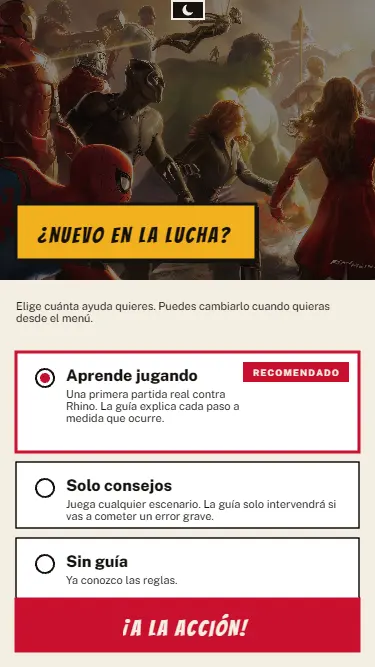 ¿NUEVO EN LA LUCHA?
Elige cuánta ayuda quieres. Puedes cambiarlo cuando quieras
desde el menú.
Aprende jugando
RECOMENDADO
Una primera partida real contra
Rhino. La guía explica cada paso a
medida que ocurre.
Solo consejos
Juega cualquier escenario. La guía solo intervendrá si
vas a cometer un error grave.
Sin guía
Ya conozco las reglas.
¡A LA ACCIÓN!